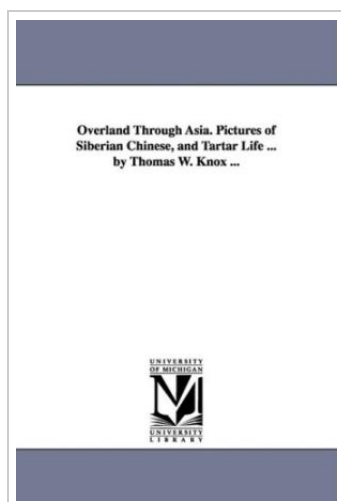 Overland Through Asia. Pictures of
Siberian Chinese, and Tartar Life ...
by Thomas W. Knox ...
UNIVERSITY
OF MICHIGAN
UNIVERSITY
LIBRARY